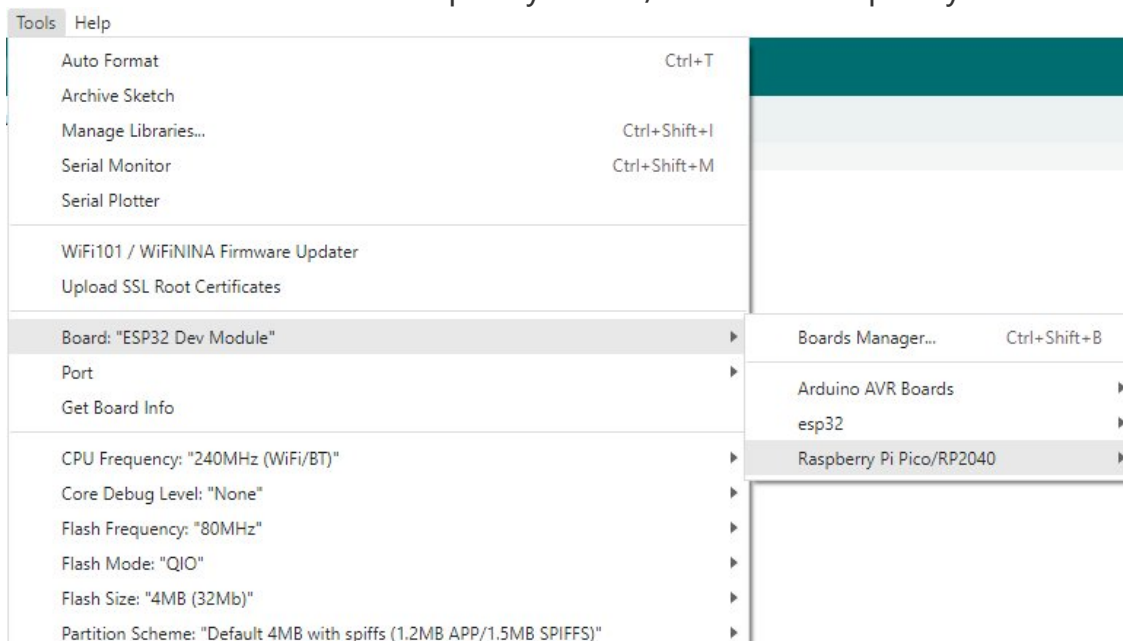 Tools Help
Auto Format Ctrl+T
Archive Sketch
Manage Libraries... Ctrl+Shift+I
Serial Monitor Ctrl+Shift+M
Serial Plotter
WiFi101 / WiFiNINA Firmware Updater
Upload SSL Root Certificates
Board: "ESP32 Dev Module"
Port
Get Board Info
CPU Frequency: "240MHz (WiFi/BT)"
Core Debug Level: "None"
Flash Frequency: "80MHz"
Flash Mode: "QIO"
Flash Size: "4MB (32Mb)"
Partition Scheme: "Default 4MB with spiffs (1.2MB APP/1.5MB SPIFFS)"
Boards Manager... Ctrl+Shift+B
Arduino AVR Boards
esp32
Raspberry Pi Pico/RP2040